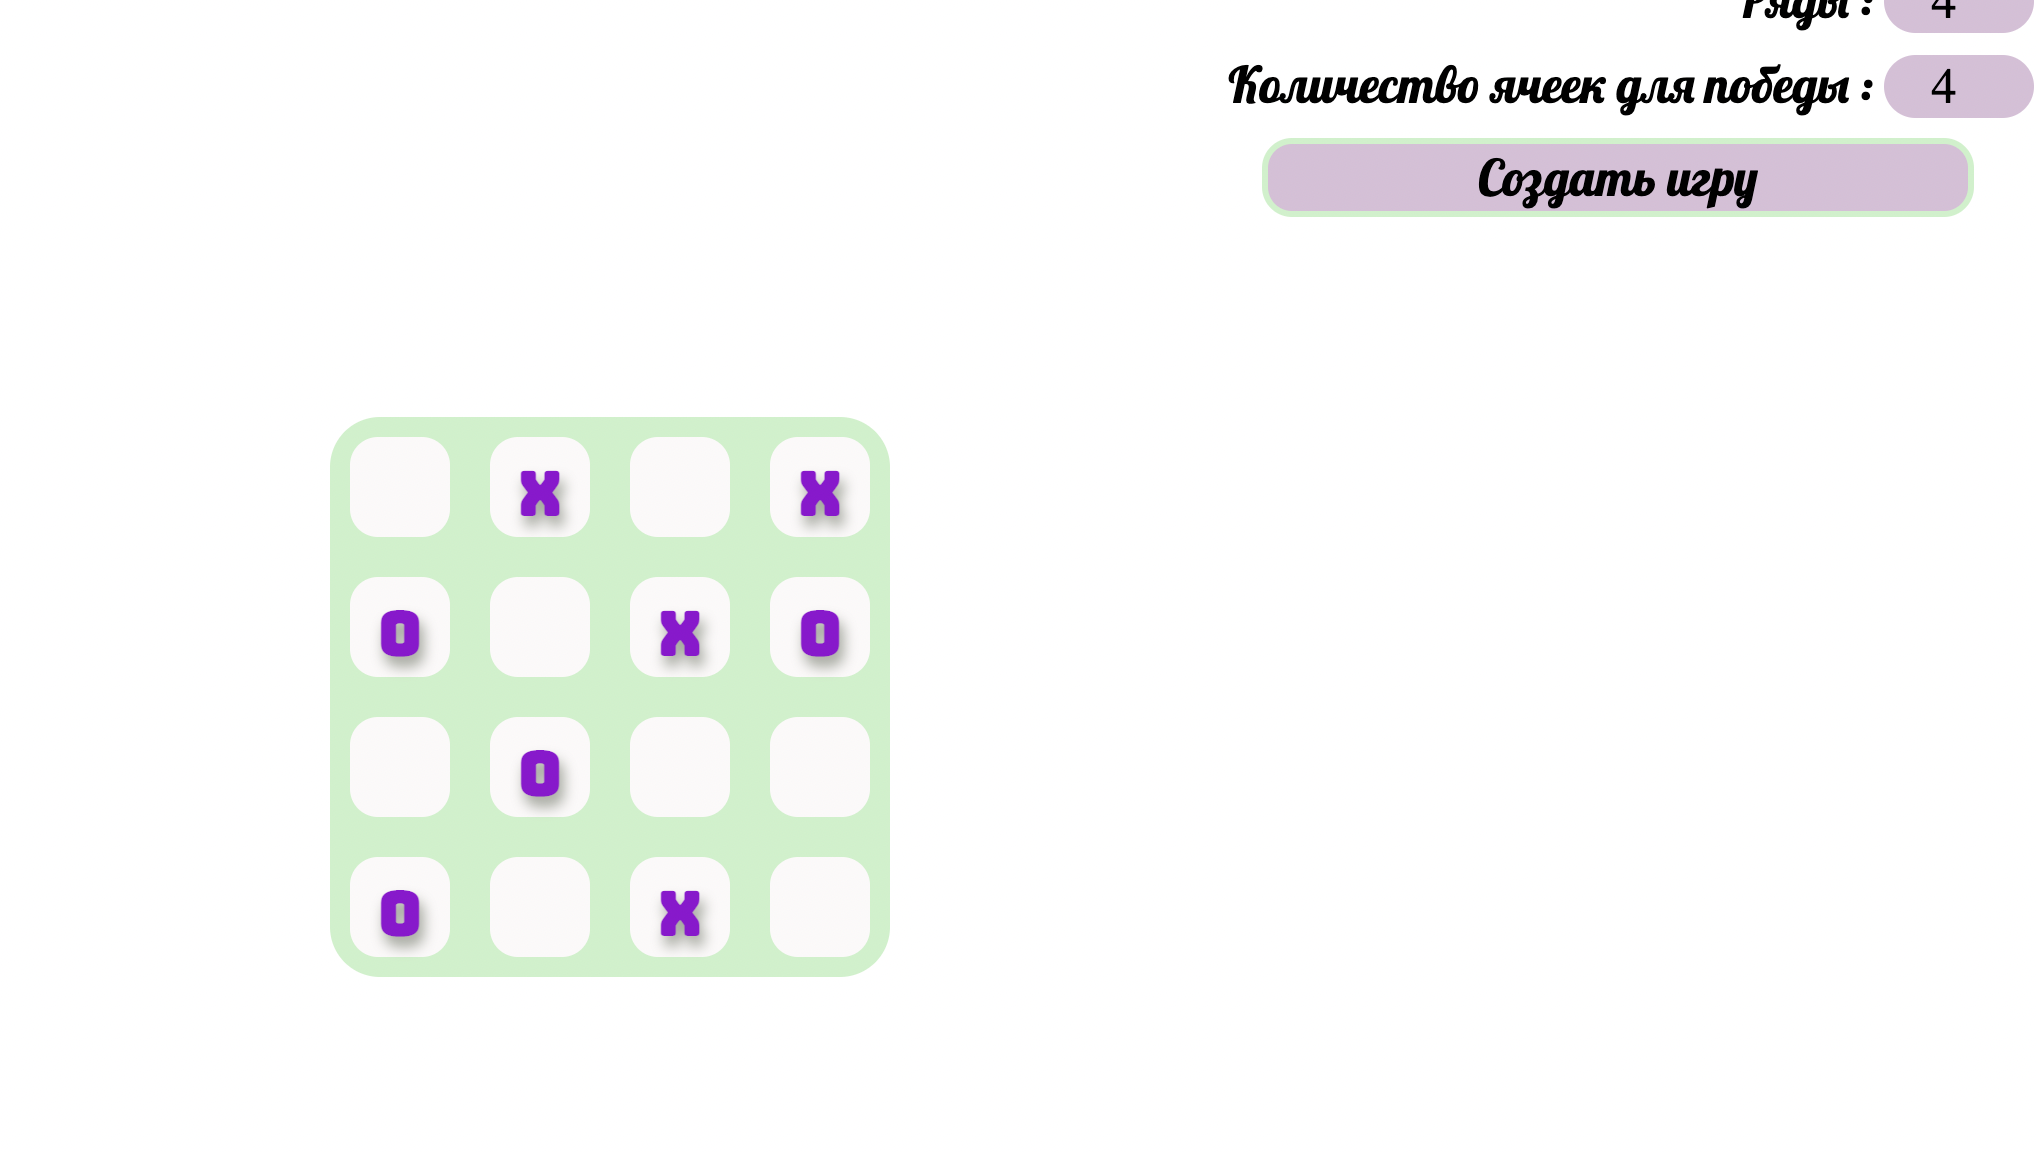 Ряды : 4
Количество ячеек для победы : 4
Создать игру
X X
O X O
O
O X